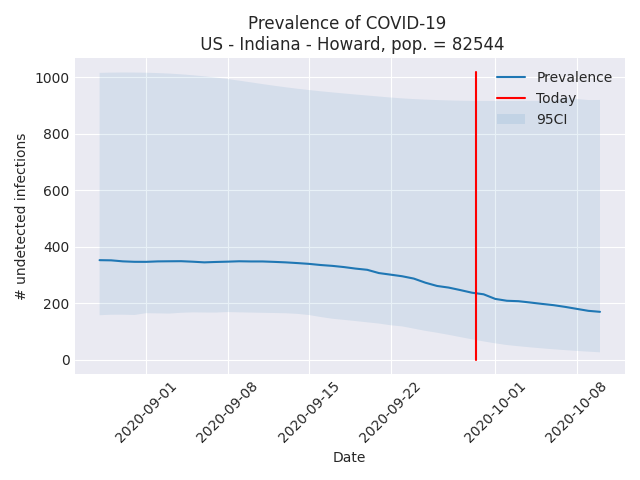 Prevalence of COVID-19
US - Indiana - Howard, pop. = 82544
1000
800
600
400
200
0
# undetected infections
Prevalence
Today
95CI
2020-09-01
2020-09-08
2020-09-15
2020-09-22
2020-10-01
2020-10-08
Date